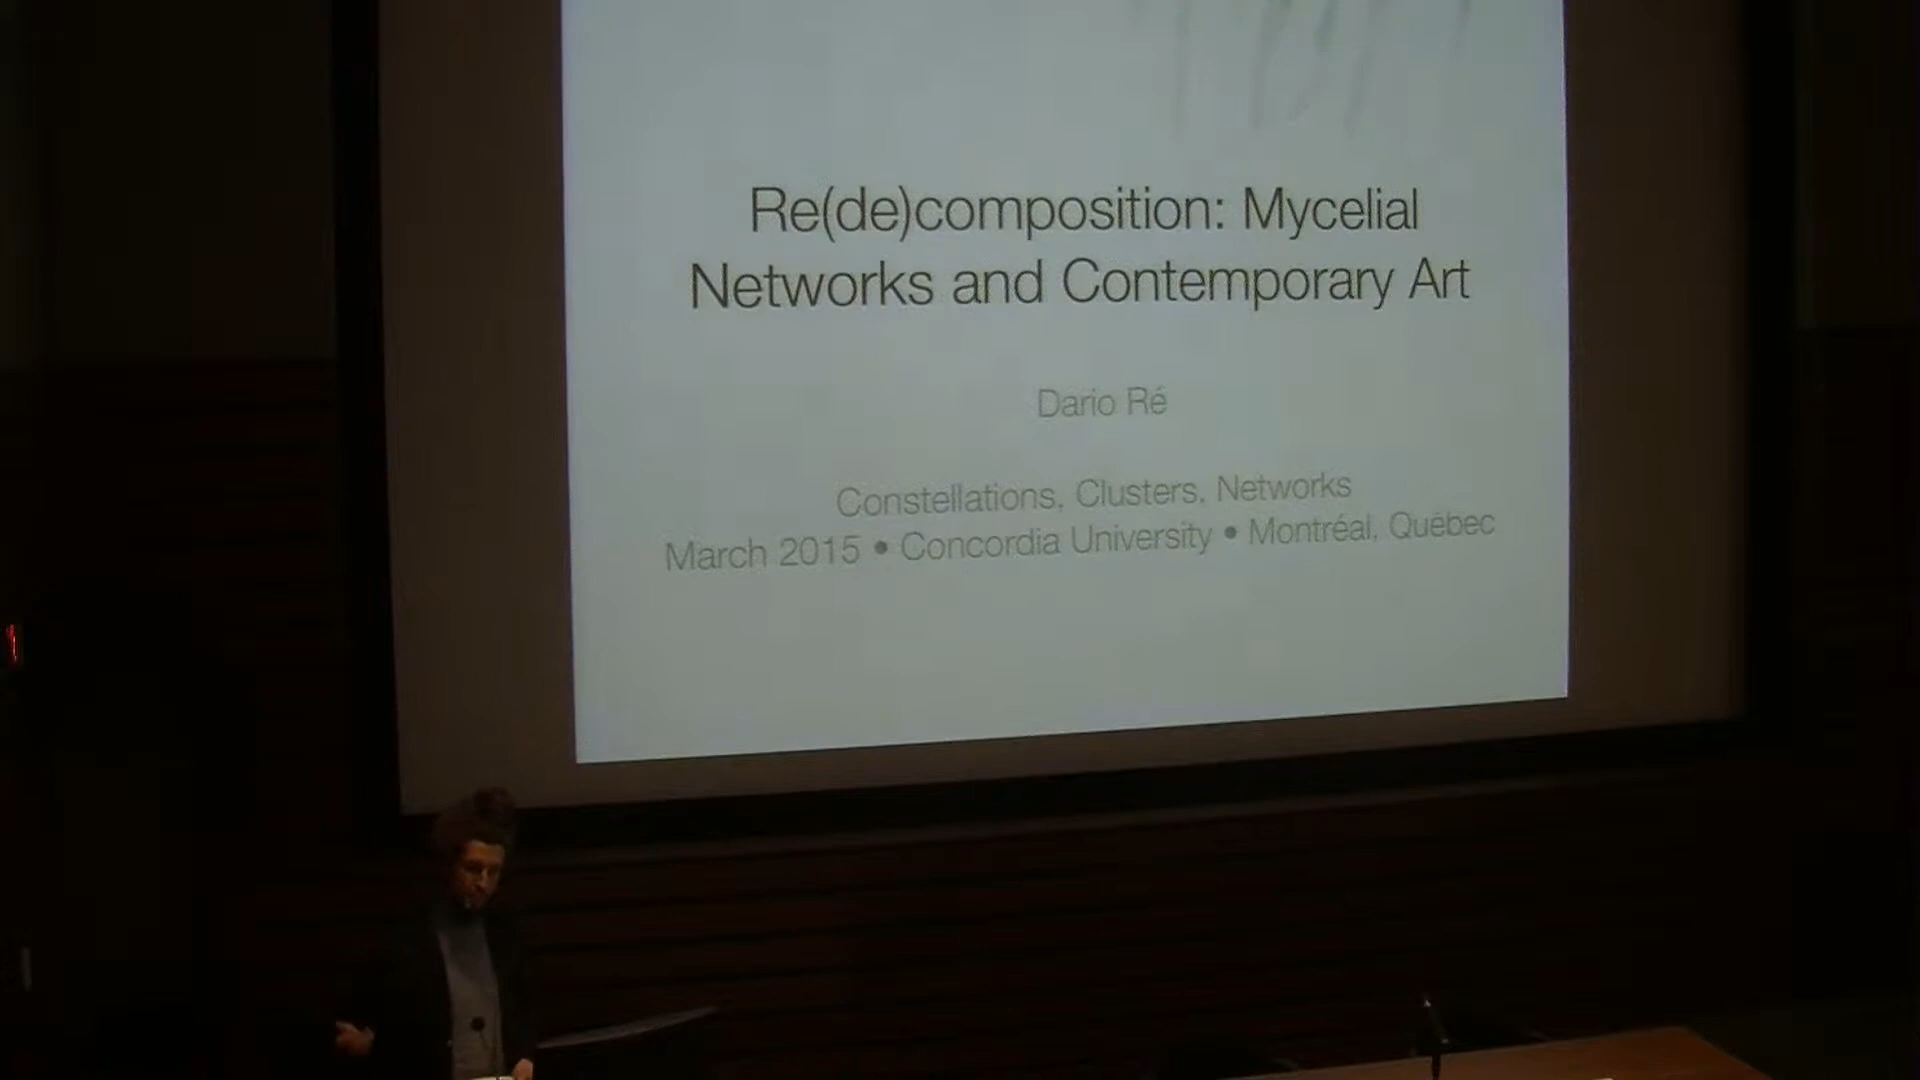 Re(de)composition: Mycelial
Networks and Contemporary Art
Dario Ré
Constellations, Clusters, Networks
March 2015 • Concordia University • Montréal, Québec